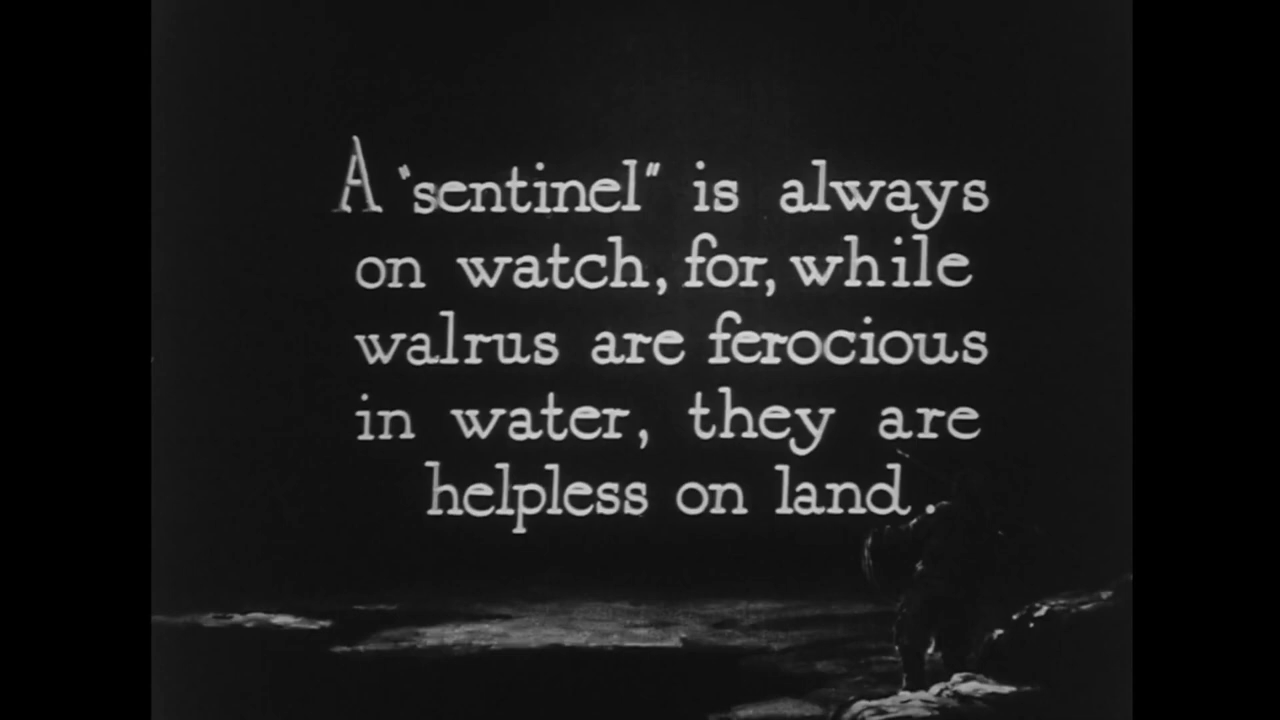 A "sentinel" is always
on watch, for, while
walrus are ferocious
in water, they are
helpless on land.